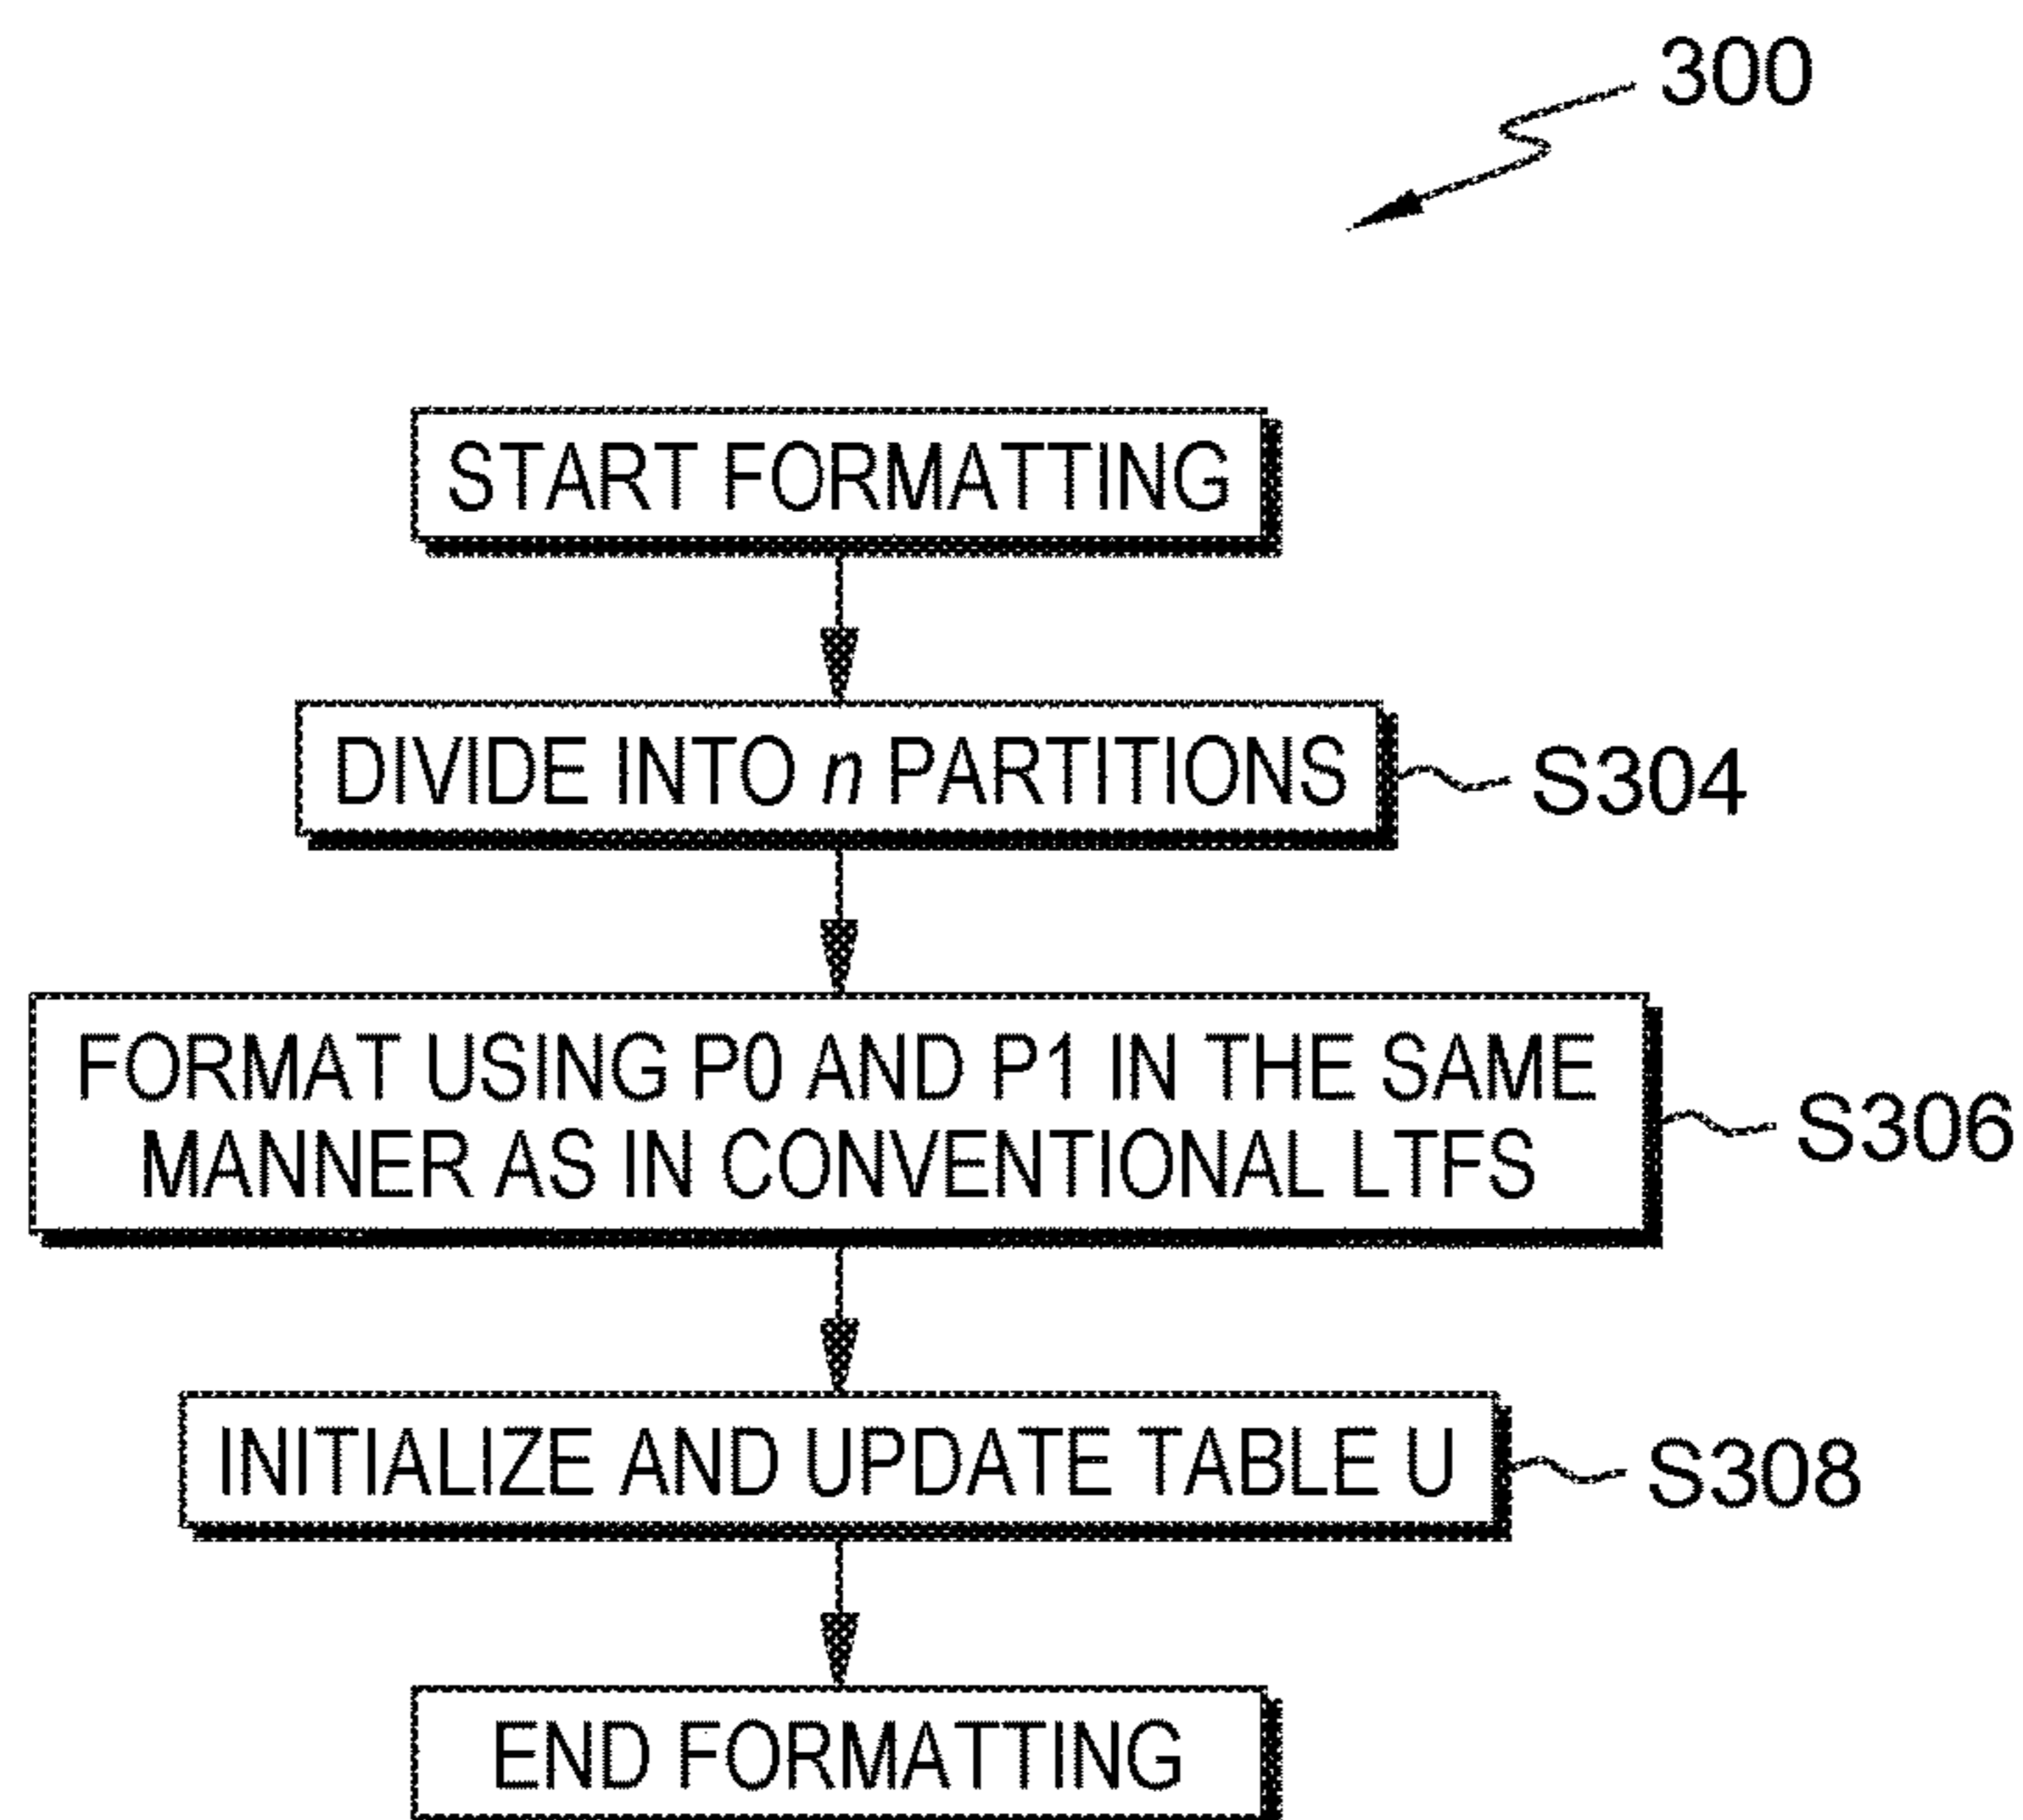 300
START FORMATTING
DIVIDE INTO n PARTITIONS
S304
FORMAT USING P0 AND P1 IN THE SAME
MANNER AS IN CONVENTIONAL LTFS
S306
INITIALIZE AND UPDATE TABLE U
S308
END FORMATTING